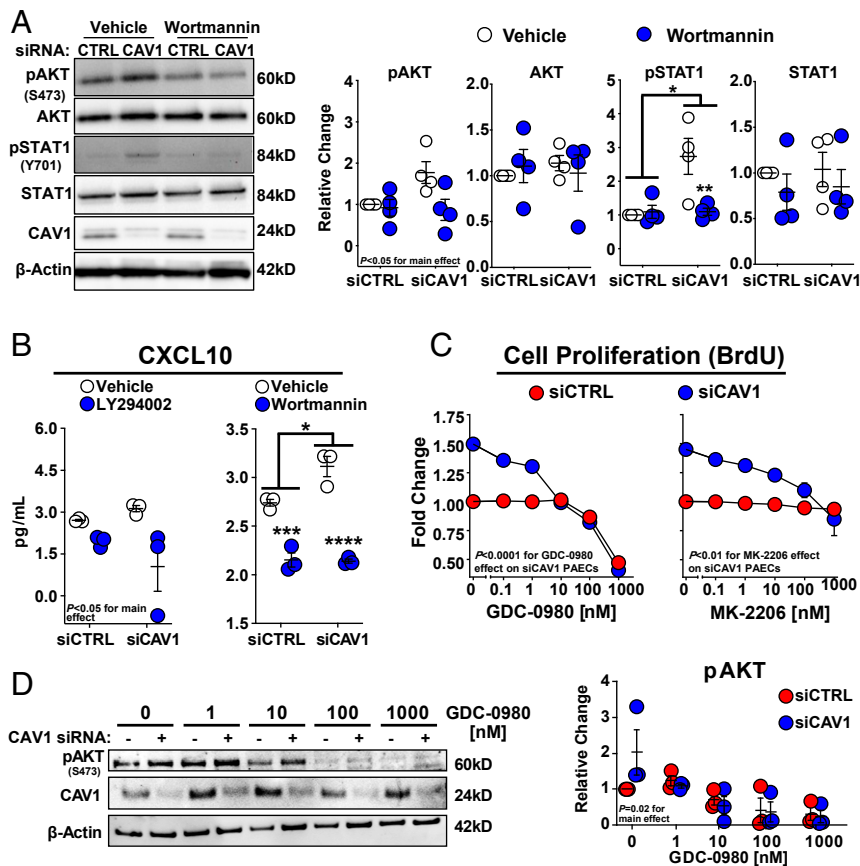 A
Vehicle Wortmannin
siRNA: CTRL CAV1 CTRL CAV1
pAKT (S473) 60kD
AKT 60kD
pSTAT1 (Y701) 84kD
STAT1 84kD
CAV1 24kD
β-Actin 42kD
Vehicle Wortmannin
pAKT AKT pSTAT1 STAT1
Relative Change
4 3 2 1 0
2.0 1.5 1.0 0.5 0.0
5 4 3 2 1 0
2.0 1.5 1.0 0.5 0.0
*
**
P<0.05 for main effect
siCTRL siCAV1 siCTRL siCAV1 siCTRL siCAV1 siCTRL siCAV1
B
CXCL10
Vehicle
LY294002
Vehicle
Wortmannin
pg/mL
6.0 3.0 0.0
3.5 3.0 2.5 2.0 1.5
*
*** ****
P<0.05 for main
effect
siCTRL siCAV1 siCTRL siCAV1
C
Cell Proliferation (BrdU)
siCTRL siCAV1
Fold Change
1.75
1.50
1.25
1.00
0.75
0.50
P<0.0001 for GDC-0980
effect on siCAV1 PAECs
P<0.01 for MK-2206 effect
on siCAV1 PAECs
0 0.1 1 10 100 1000
0 0.1 1 10 100 1000
GDC-0980 [nM] MK-2206 [nM]
D
0 1 10 100 1000 GDC-0980
[nM]
CAV1 siRNA: - + - + - + - + - +
pAKT (S473) 60kD
CAV1 24kD
β-Actin 42kD
pAKT
siCTRL
siCAV1
Relative Change
4
3
2
1
0
P=0.02 for
main effect
0 1 10 100 1000
GDC-0980 [nM]